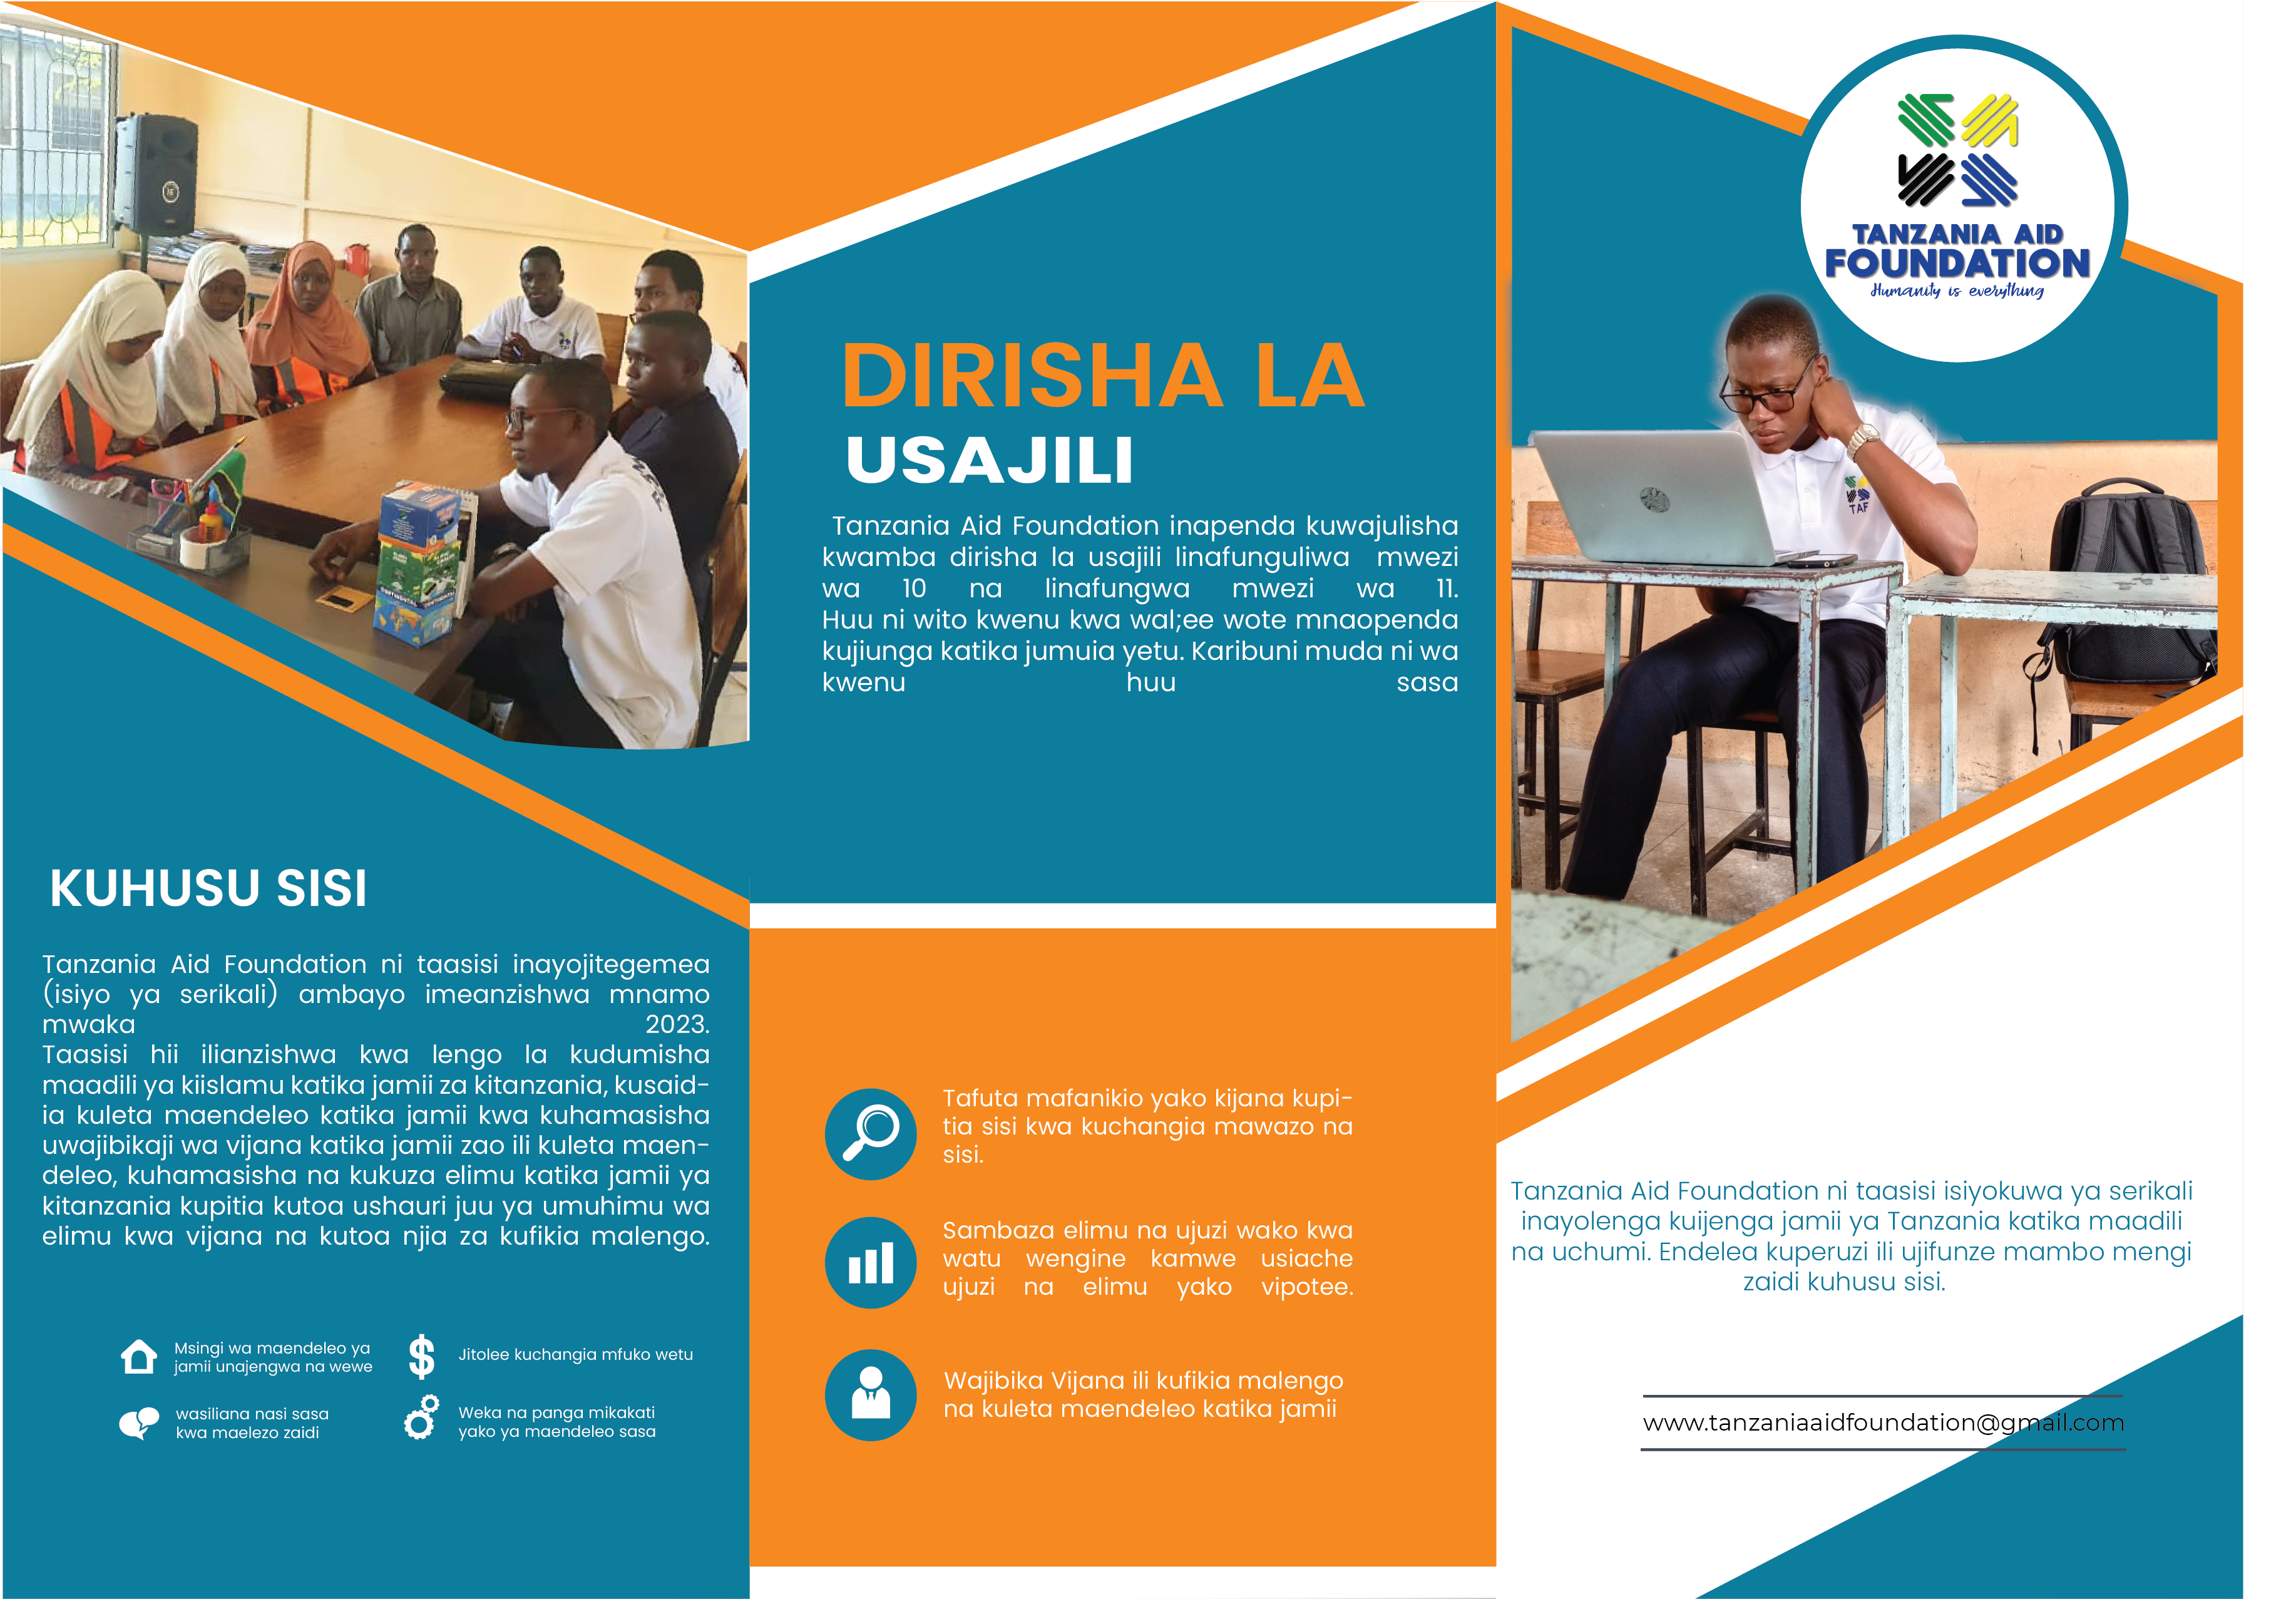 KUHUSU SISI
Tanzania Aid Foundation ni taasisi inayojitegemea
(isiyo ya serikali) ambayo imeanzishwa mnamo
mwaka 2023.
Taasisi hii ilianzishwa kwa lengo la kudumisha
maadili ya kiislamu katika jamii za kitanzania, kusaid-
ia kuleta maendeleo katika jamii kwa kuhamasisha
uwajibikaji wa vijana katika jamii zao ili kuleta maen-
deleo, kuhamasisha na kukuza elimu katika jamii ya
kitanzania kupitia kutoa ushauri juu ya umuhimu wa
elimu kwa vijana na kutoa njia za kufikia malengo.
Msingi wa maendeleo ya
jamii unajengwa na wewe
$ Jitolee kuchangia mfuko wetu
wasiliana nasi sasa
kwa maelezo zaidi
Weka na panga mikakati
yako ya maendeleo sasa
DIRISHA LA
USAJILI
Tanzania Aid Foundation inapenda kuwajulisha
kwamba dirisha la usajili linafunguliwa mwezi
wa 10 na linafungwa mwezi wa 11.
Huu ni wito kwenu kwa wal;ee wote mnaopenda
kujiunga katika jumuia yetu. Karibuni muda ni wa
kwenu huu sasa
Tafuta mafanikio yako kijana kupi-
tia sisi kwa kuchangia mawazo na
sisi.
Sambaza elimu na ujuzi wako kwa
watu wengine kamwe usiache
ujuzi na elimu yako vipotee.
Wajibika Vijana ili kufikia malengo
na kuleta maendeleo katika jamii
TANZANIA AID
FOUNDATION
Humanity is everything
TAF
Tanzania Aid Foundation ni taasisi isiyokuwa ya serikali
inayolenga kuijenga jamii ya Tanzania katika maadili
na uchumi. Endelea kuperuzi ili ujifunze mambo mengi
zaidi kuhusu sisi.
www.tanzaniaaidfoundation@gmail.com